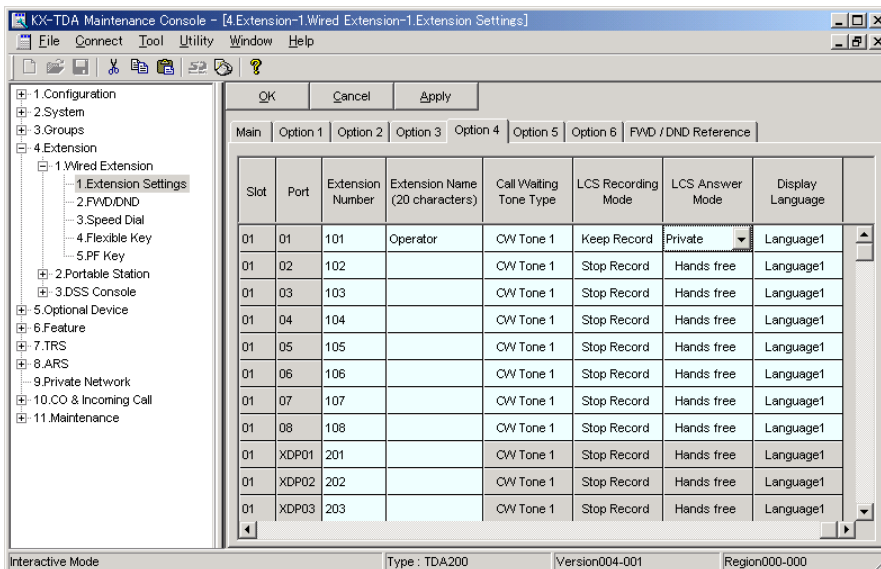 KX-TDA Maintenance Console - [4.Extension-1.Wired Extension-1.Extension Settings]
File Connect Tool Utility Window Help
OK Cancel Apply
1.Configuration
2.System
3.Groups
4.Extension
1.Wired Extension
1.Extension Settings
2.FWD/DND
3.Speed Dial
4.Flexible Key
5.PF Key
2.Portable Station
3.DSS Console
5.Optional Device
6.Feature
7.TRS
8.ARS
9.Private Network
10.CO & Incoming Call
11.Maintenance
Main Option 1 Option 2 Option 3 Option 4 Option 5 Option 6 FWD / DND Reference
Slot Port Extension Number Extension Name (20 characters) Call Waiting Tone Type LCS Recording Mode LCS Answer Mode Display Language
01 01 101 Operator CW Tone 1 Keep Record Private Language1
01 02 102 CW Tone 1 Stop Record Hands free Language1
01 03 103 CW Tone 1 Stop Record Hands free Language1
01 04 104 CW Tone 1 Stop Record Hands free Language1
01 05 105 CW Tone 1 Stop Record Hands free Language1
01 06 106 CW Tone 1 Stop Record Hands free Language1
01 07 107 CW Tone 1 Stop Record Hands free Language1
01 08 108 CW Tone 1 Stop Record Hands free Language1
01 XDP01 201 CW Tone 1 Stop Record Hands free Language1
01 XDP02 202 CW Tone 1 Stop Record Hands free Language1
01 XDP03 203 CW Tone 1 Stop Record Hands free Language1
Interactive Mode Type : TDA200 Version004-001 Region000-000